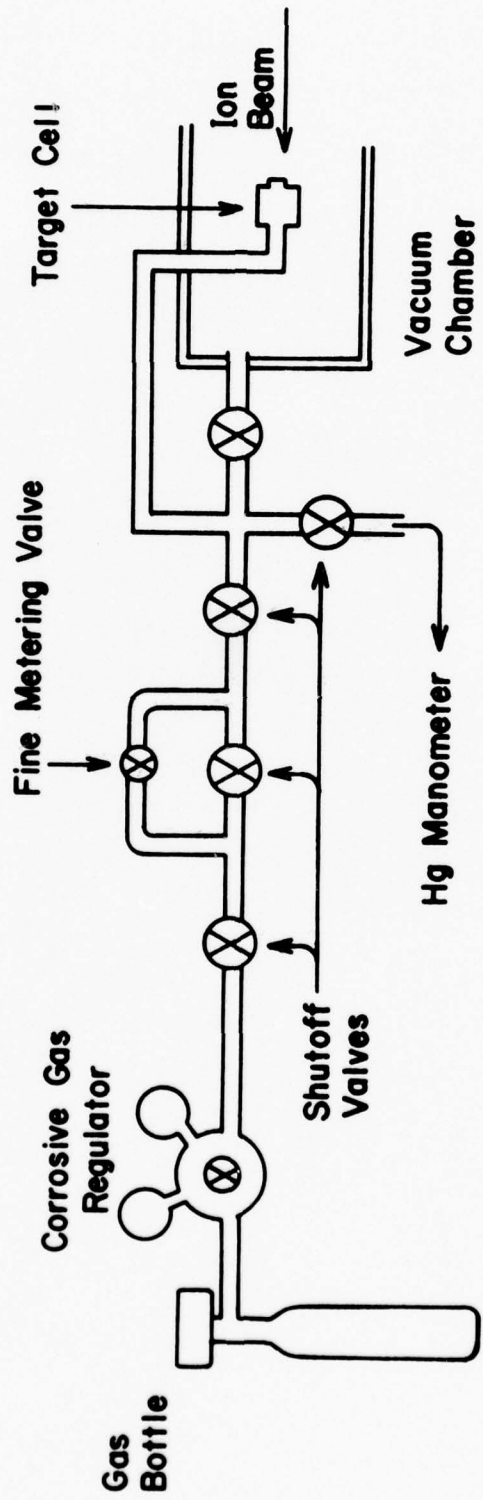 Gas
Bottle
Corrosive Gas
Regulator
Fine Metering Valve
Target Cell
Ion
Beam
Shutoff
Valves
Hg Manometer
Vacuum
Chamber